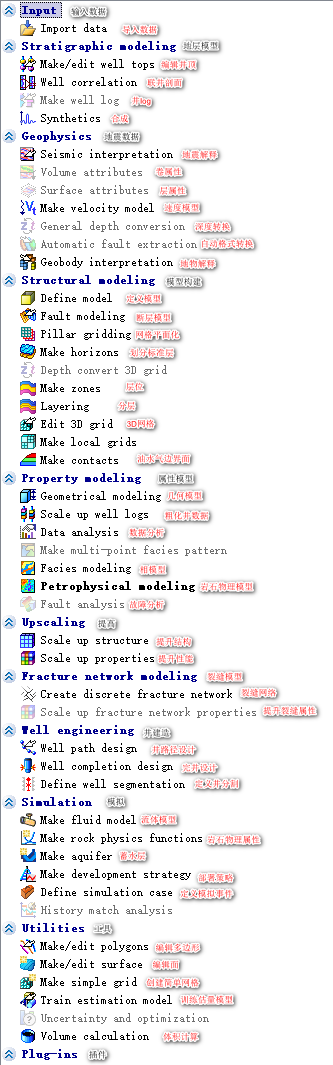 Input 输入数据
Import data 导入数据
Stratigraphic modeling 地层模型
Make/edit well tops 编辑井顶
Well correlation 联井剖面
Make well log 井log
Synthetics 合成
Geophysics 地震数据
Seismic interpretation 地震解释
Volume attributes 卷属性
Surface attributes 层属性
Make velocity model 速度模型
General depth conversion 深度转换
Automatic fault extraction 自动格式转换
Geobody interpretation 地物解释
Structural modeling 模型构建
Define model 定义模型
Fault modeling 断层模型
Pillar gridding 网格平面化
Make horizons 划分标准层
Depth convert 3D grid
Make zones 层位
Layering 分层
Edit 3D grid 3D网格
Make local grids
Make contacts 油水气边界面
Property modeling 属性模型
Geometrical modeling 几何模型
Scale up well logs 粗化井数据
Data analysis 数据分析
Make multi-point facies pattern
Facies modeling 相模型
Petrophysical modeling 岩石物理模型
Fault analysis 故障分析
Upscaling 提高
Scale up structure 提升结构
Scale up properties 提升性能
Fracture network modeling 裂缝模型
Create discrete fracture network 裂缝网络
Scale up fracture network properties 提升裂缝属性
Well engineering 井建造
Well path design 井路径设计
Well completion design 完井设计
Define well segmentation 定义井分割
Simulation 模拟
Make fluid model 流体模型
Make rock physics functions 岩石物理属性
Make aquifer 蓄水层
Make development strategy 部署策略
Define simulation case 定义模拟事件
History match analysis
Utilities 工具
Make/edit polygons 编辑多边形
Make/edit surface 编辑面
Make simple grid 创建简单网格
Train estimation model 训练估量模型
Uncertainty and optimization
Volume calculation 体积计算
Plug-ins 插件